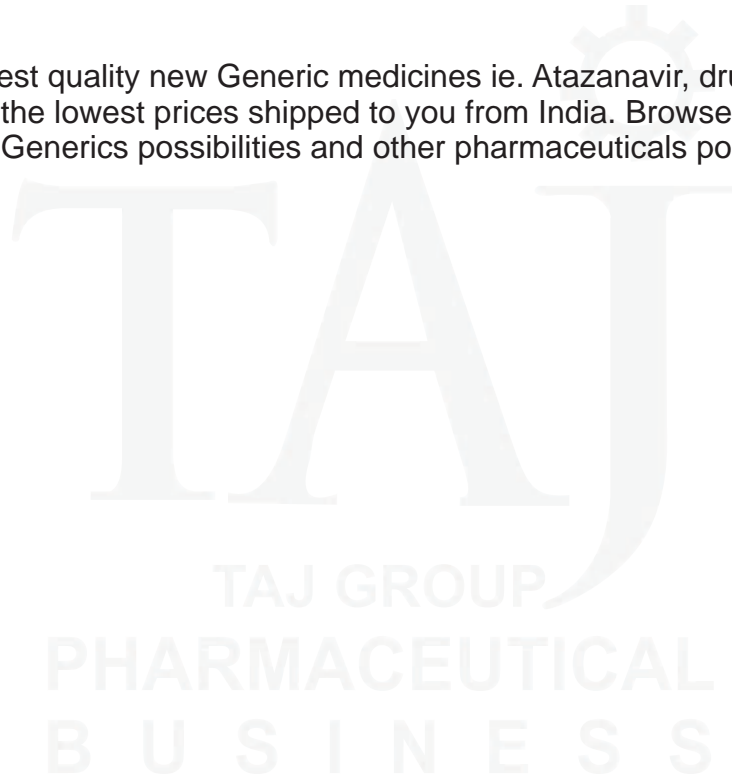 est quality new Generic medicines ie. Atazanavir, dru
the lowest prices shipped to you from India. Browse
Generics possibilities and other pharmaceuticals po
TAJ
TAJ GROUP
PHARMACEUTICAL
BUSINESS